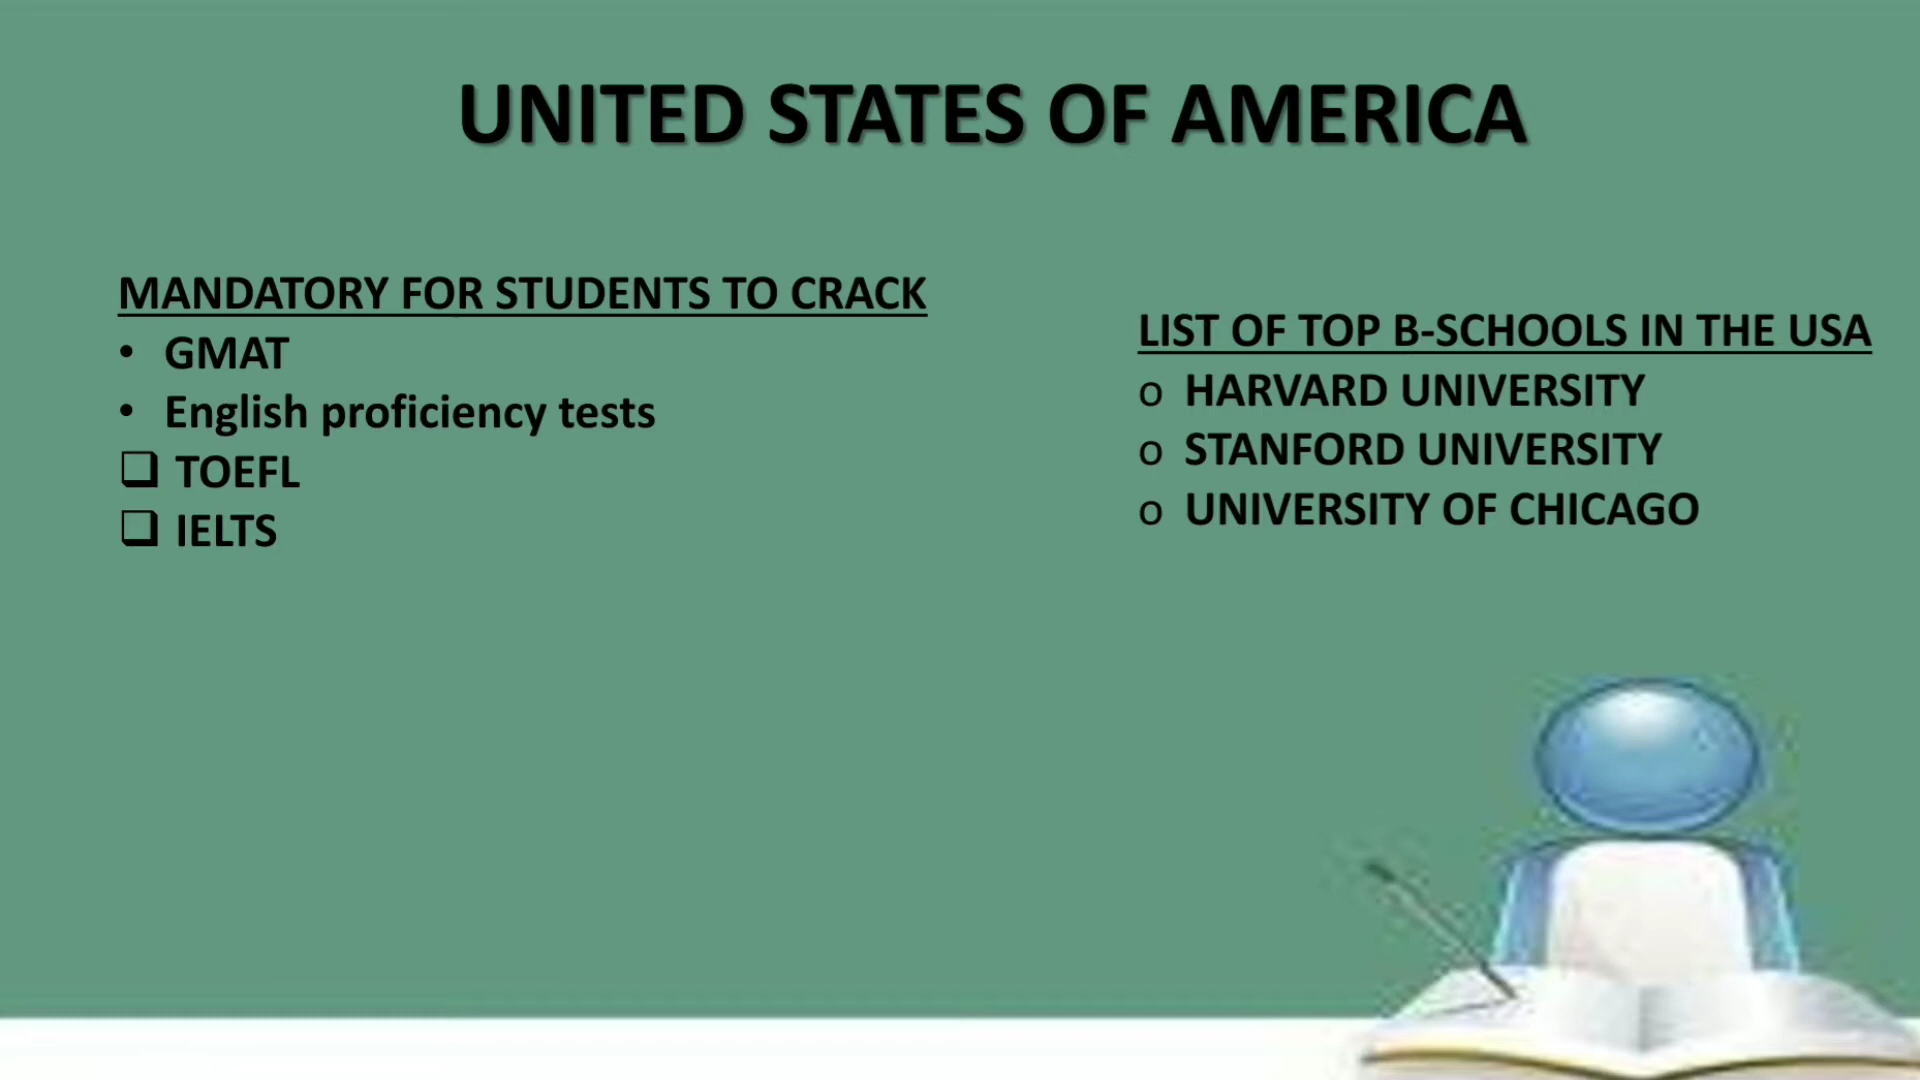 UNITED STATES OF AMERICA
MANDATORY FOR STUDENTS TO CRACK
• GMAT
• English proficiency tests
❑ TOEFL
❑ IELTS
LIST OF TOP B-SCHOOLS IN THE USA
o HARVARD UNIVERSITY
o STANFORD UNIVERSITY
o UNIVERSITY OF CHICAGO